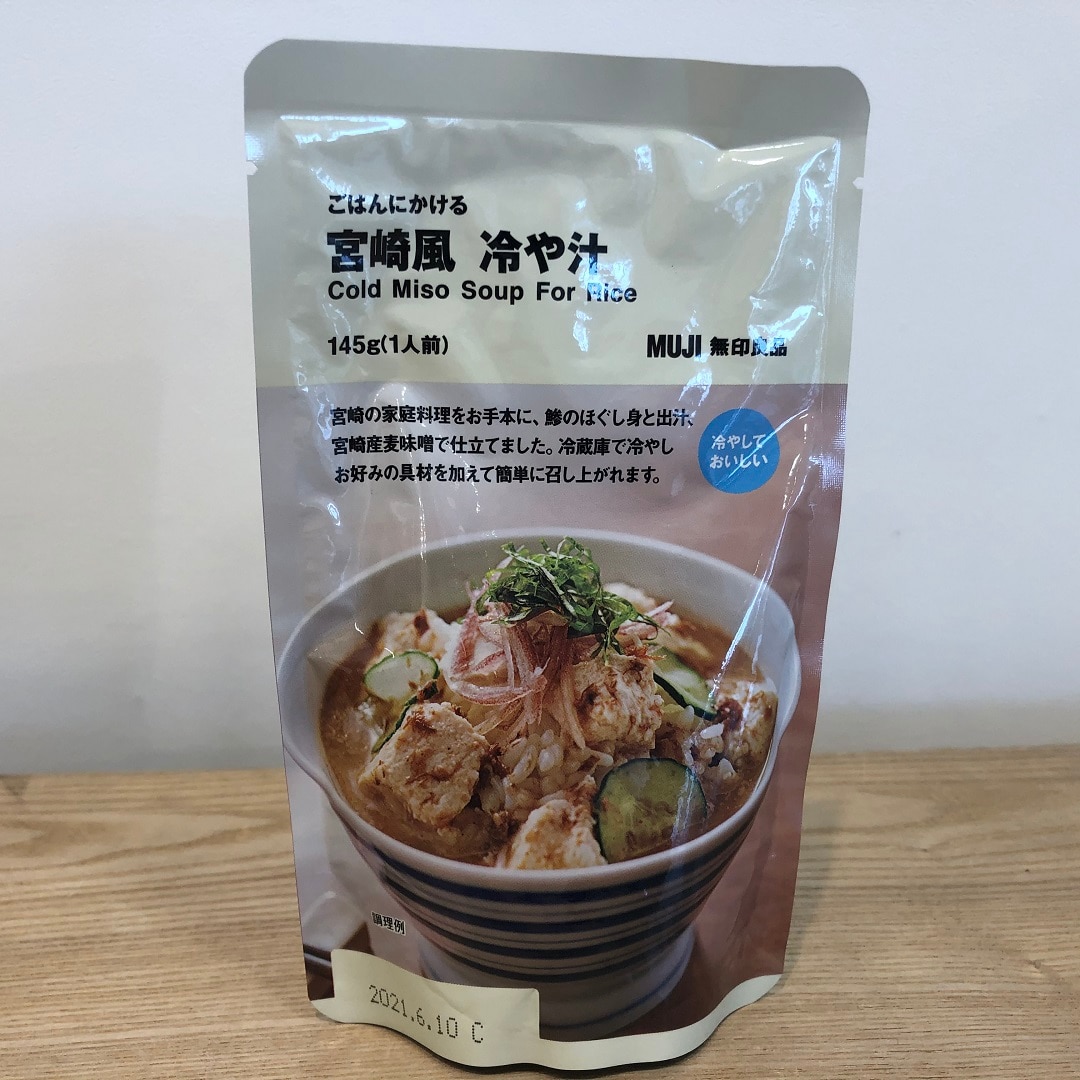 ごはんにかける
宮崎風 冷や汁
Cold Miso Soup For Rice
145g(1人前)
MUJI 無印良品
宮崎の家庭料理をお手本に、鯵のほぐし身と出汁、
宮崎産麦味噌で仕立てました。冷蔵庫で冷やし
お好みの具材を加えて簡単に召し上がれます。
冷やして
おいしい
調理例
2021.6.10 C